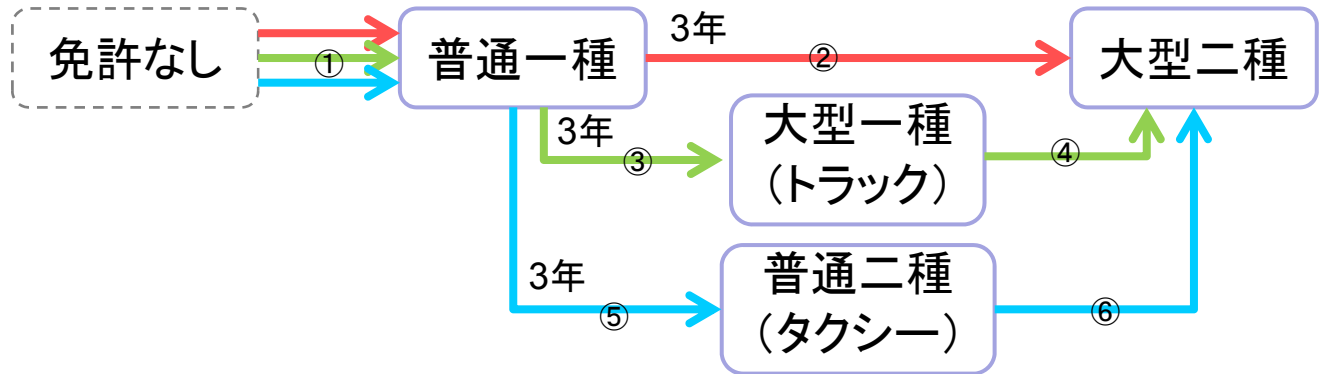 免許なし
①
普通一種
3年
②
大型二種
3年
③
大型一種
(トラック)
④
3年
⑤
普通二種
(タクシー)
⑥